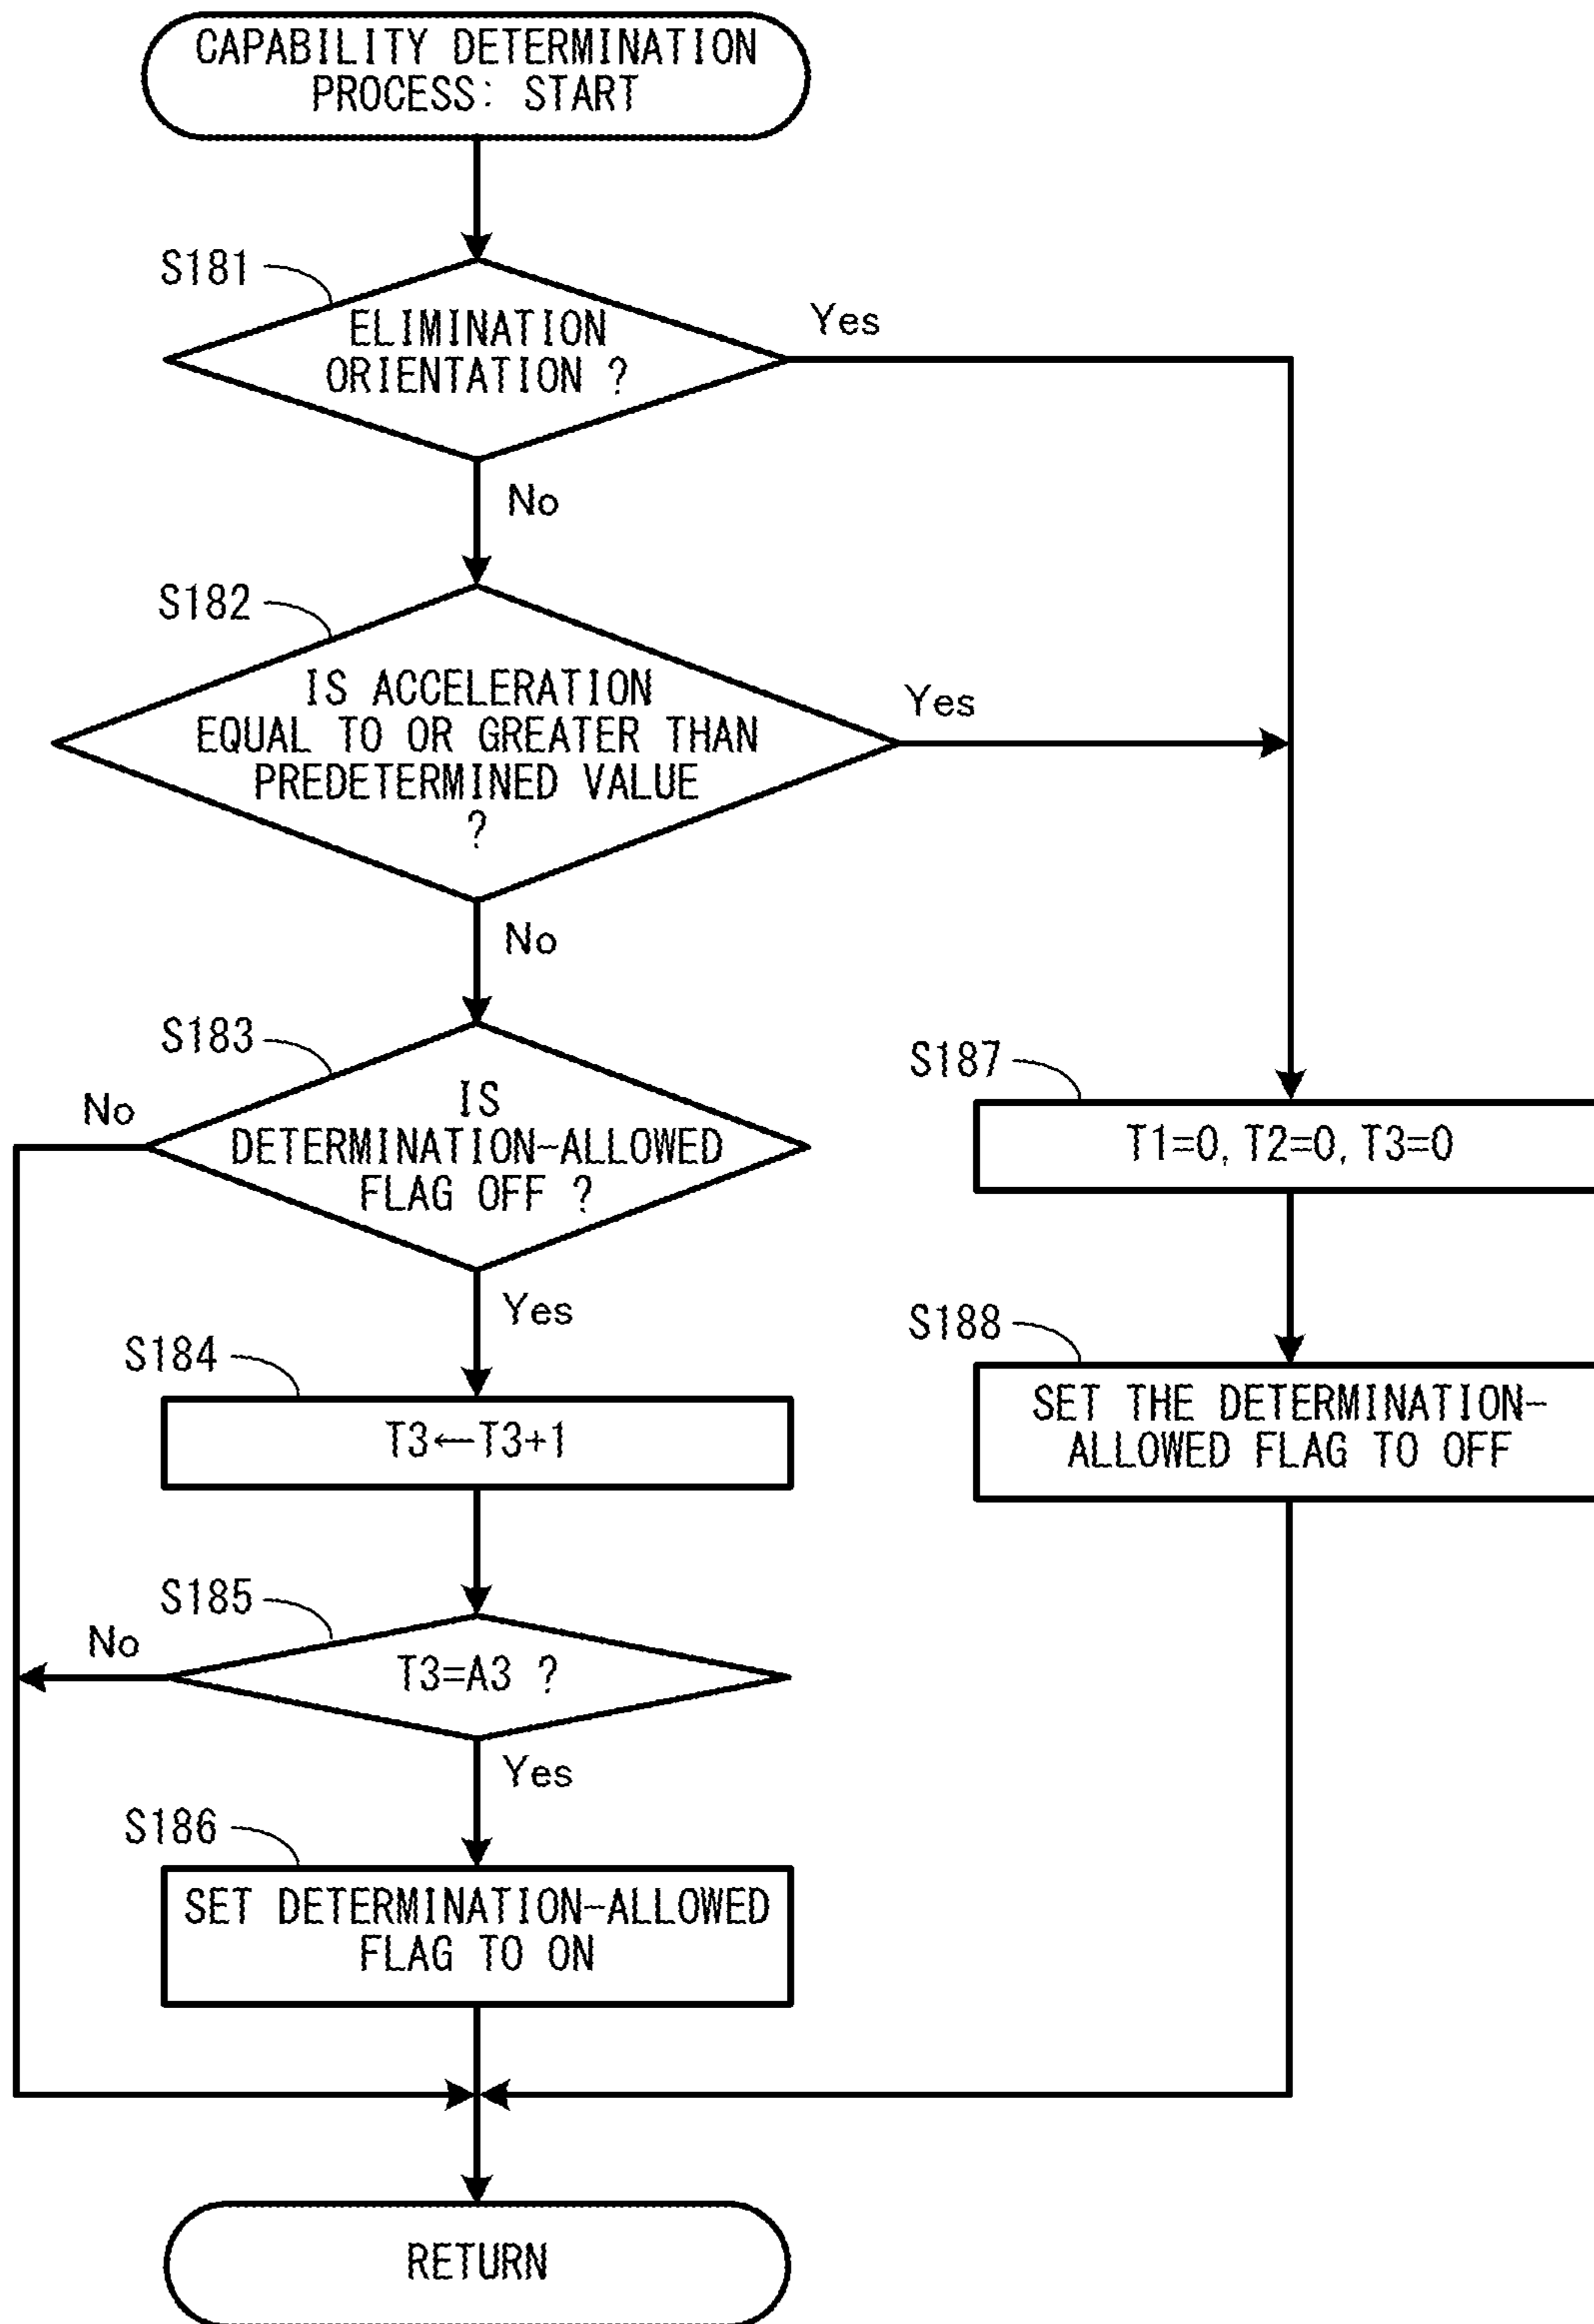 CAPABILITY DETERMINATION
PROCESS: START
S181
ELIMINATION
ORIENTATION ?
Yes
No
S182
IS ACCELERATION
EQUAL TO OR GREATER THAN
PREDETERMINED VALUE
?
Yes
No
S183
IS
DETERMINATION-ALLOWED
FLAG OFF ?
No
Yes
S187
T1=0, T2=0, T3=0
S184
T3←T3+1
S188
SET THE DETERMINATION-
ALLOWED FLAG TO OFF
S185
T3=A3 ?
No
Yes
S186
SET DETERMINATION-ALLOWED
FLAG TO ON
RETURN